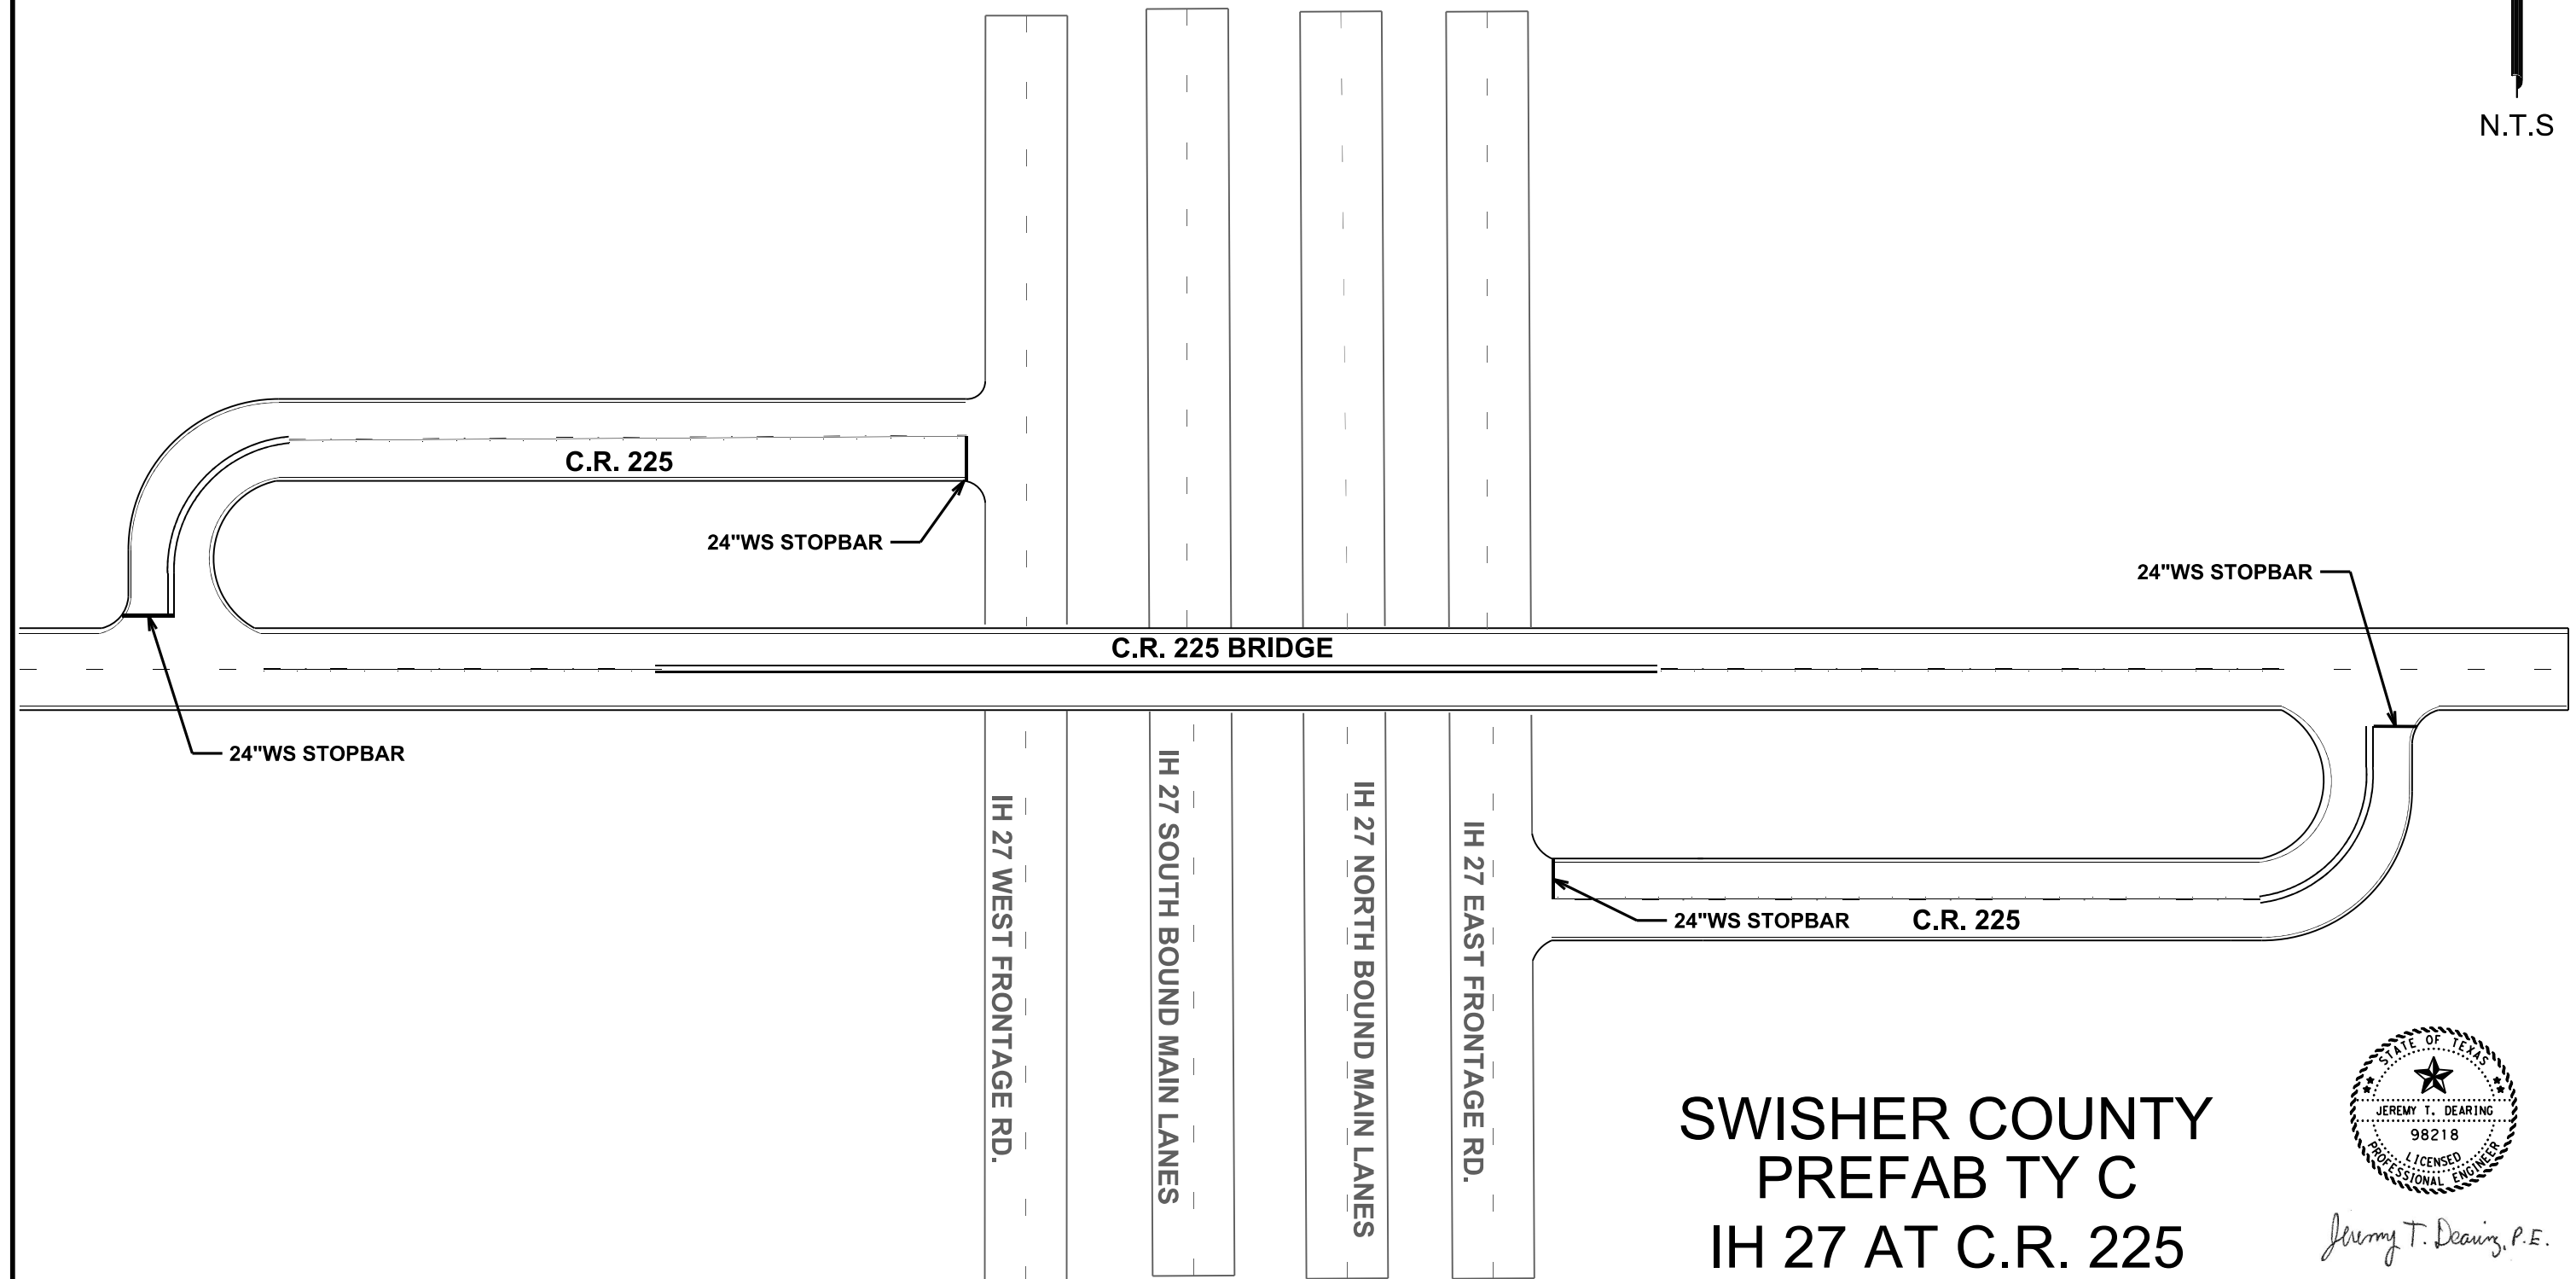 N.T.S
C.R. 225
24"WS STOPBAR
24"WS STOPBAR
C.R. 225 BRIDGE
24"WS STOPBAR
IH 27 WEST FRONTAGE RD.
IH 27 SOUTH BOUND MAIN LANES
IH 27 NORTH BOUND MAIN LANES
IH 27 EAST FRONTAGE RD.
24"WS STOPBAR
C.R. 225
SWISHER COUNTY
PREFAB TY C
IH 27 AT C.R. 225
STATE OF TEXAS
JEREMY T. DEARING
98218
LICENSED
PROFESSIONAL ENGINEER
Jeremy T. Dearing, P.E.